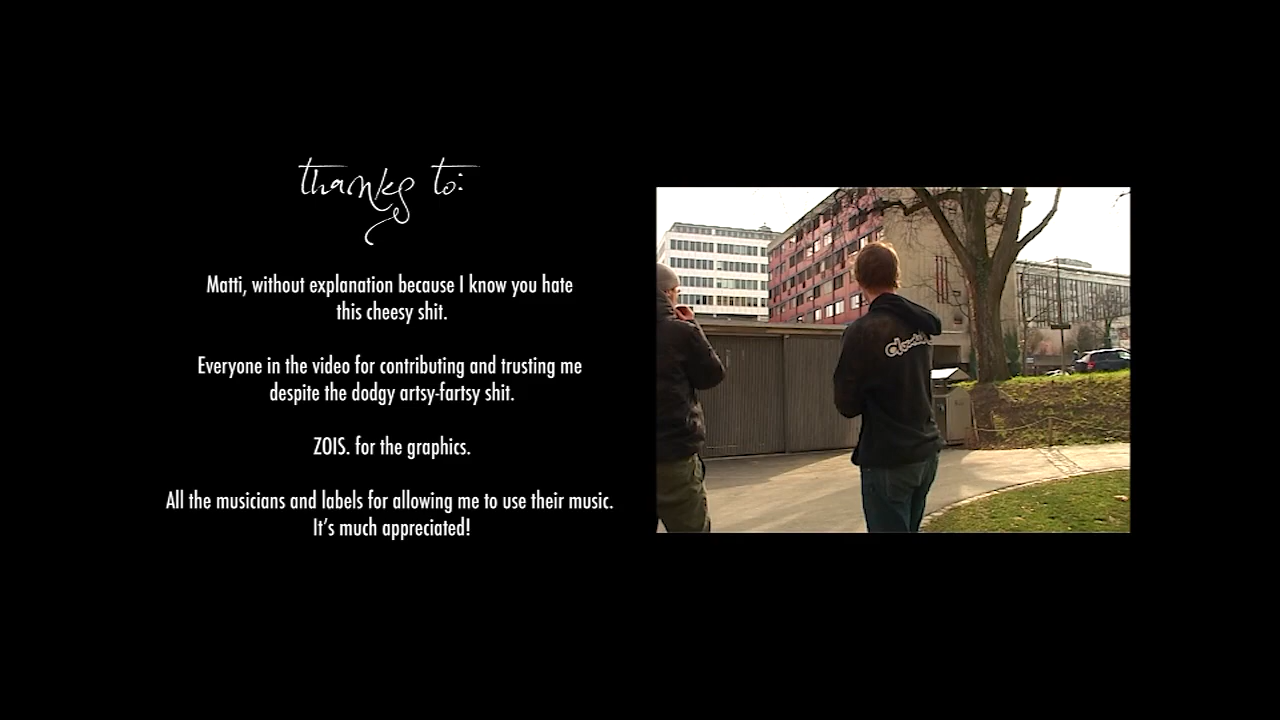 thanks to:
Matti, without explanation because I know you hate
this cheesy shit.
Everyone in the video for contributing and trusting me
despite the dodgy artsy-fartsy shit.
ZOIS. for the graphics.
All the musicians and labels for allowing me to use their music.
It's much appreciated!